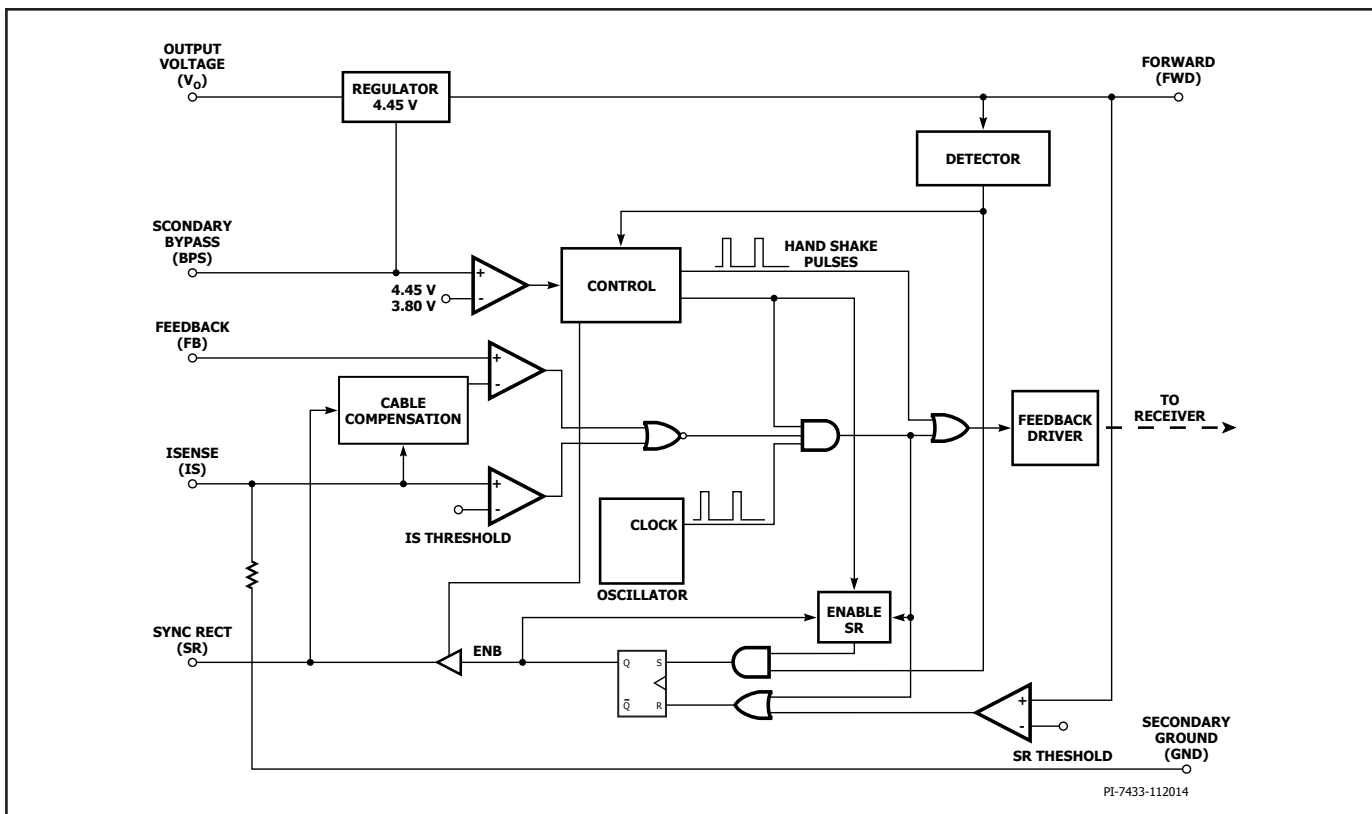 OUTPUT
VOLTAGE
(VO)
REGULATOR
4.45 V
FORWARD
(FWD)
DETECTOR
SCONDARY
BYPASS
(BPS)
+
-
4.45 V
3.80 V
CONTROL
HAND SHAKE
PULSES
FEEDBACK
(FB)
+
-
CABLE
COMPENSATION
FEEDBACK
DRIVER
TO
RECEIVER
ISENSE
(IS)
+
-
IS THRESHOLD
CLOCK
OSCILLATOR
ENABLE
SR
SYNC RECT
(SR)
ENB
Q S
Q̅ R
+
-
SR THESHOLD
SECONDARY
GROUND
(GND)
PI-7433-112014